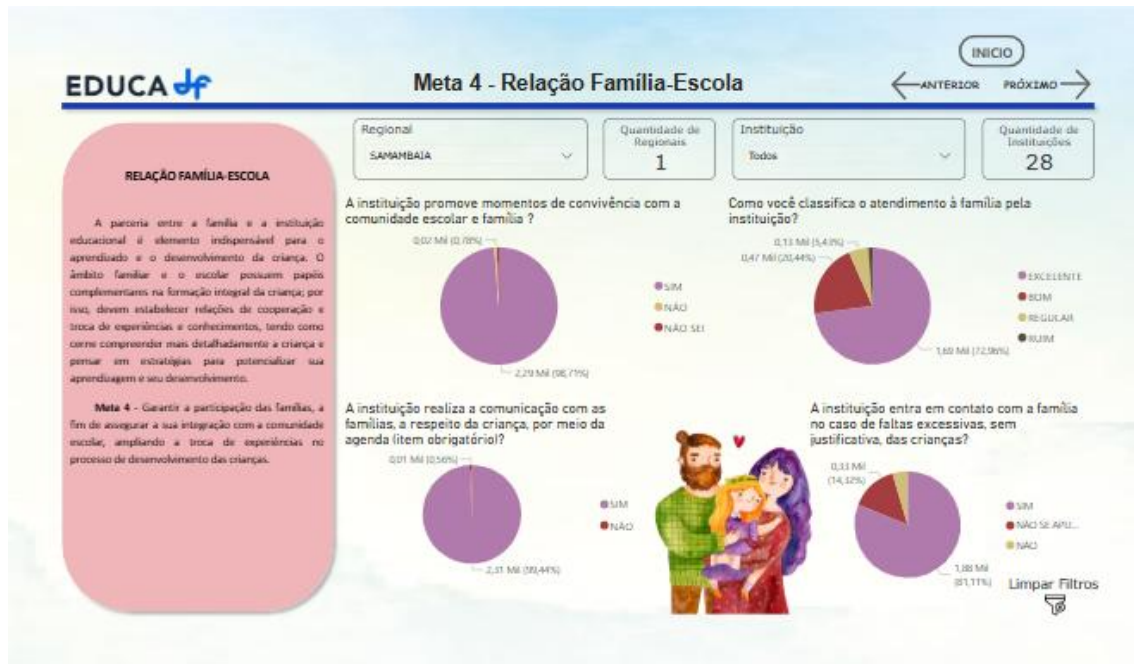 INICIO
EDUCA df
Meta 4 - Relação Família-Escola
ANTERIOR
PRÓXIMO
RELAÇÃO FAMÍLIA-ESCOLA
A parceria entre a família e a instituição
educacional é elemento indispensável para o
aprendizado e o desenvolvimento da criança. O
âmbito familiar e o escolar possuem papéis
complementares na formação integral da criança; por
isso, devem estabelecer relações de cooperação e
troca de experiências e conhecimentos, tendo como
cerne compreender mais detalhadamente a criança e
pensar em estratégias para potencializar sua
aprendizagem e seu desenvolvimento.
Meta 4 - Garantir a participação das famílias, a
fim de assegurar a sua integração com a comunidade
escolar, ampliando a troca de experiências no
processo de desenvolvimento das crianças.
Regional
SAMAMBAIA
Quantidade de
Regionais
1
Instituição
Todos
Quantidade de
Instituições
28
A instituição promove momentos de convivência com a
comunidade escolar e família ?
0,02 Mil (0,78%)
2,29 Mil (98,71%)
SIM
NÃO
NÃO SEI
Como você classifica o atendimento à família pela
instituição?
0,13 Mil (5,43%)
0,47 Mil (20,44%)
1,69 Mil (72,96%)
EXCELENTE
BOM
REGULAR
RUIM
A instituição realiza a comunicação com as
famílias, a respeito da criança, por meio da
agenda (item obrigatório)?
0,01 Mil (0,56%)
2,31 Mil (99,44%)
SIM
NÃO
A instituição entra em contato com a família
no caso de faltas excessivas, sem
justificativa, das crianças?
0,33 Mil
(14,32%)
1,88 Mil
(81,11%)
SIM
NÃO SE APLI...
NÃO
Limpar Filtros